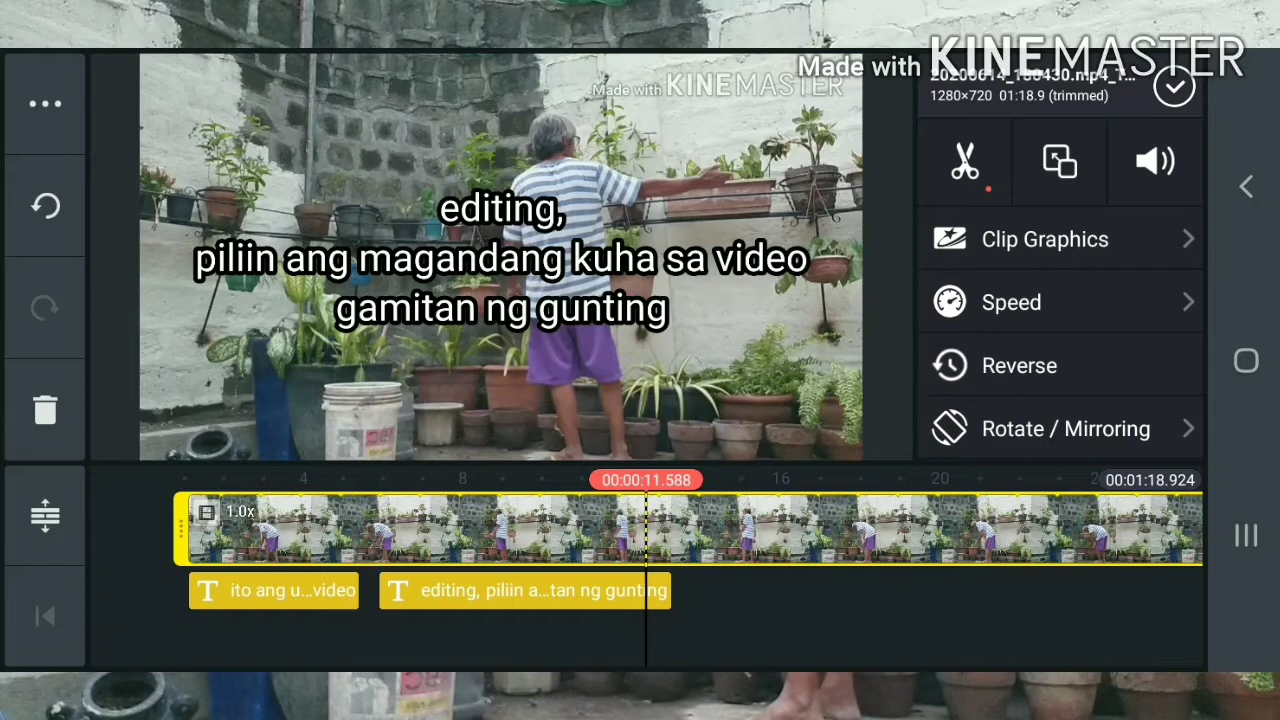 Made with KINEMASTER
Made with KINEMASTER
1280×720 01:18.9 (trimmed)
editing,
piliin ang magandang kuha sa video
gamitan ng gunting
Clip Graphics
Speed
Reverse
Rotate / Mirroring
4
8
00:00:11.588
16
20
00:01:18.924
1.0x
T ito ang u...video
T editing, piliin a...tan ng gunting